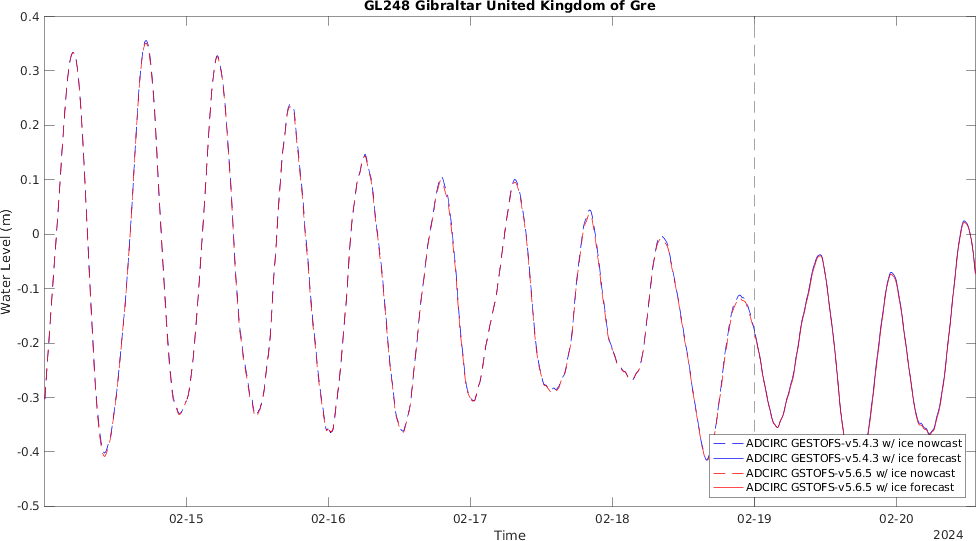 GL248 Gibraltar United Kingdom of Gre
0.4
0.3
0.2
0.1
0
-0.1
-0.2
-0.3
-0.4
-0.5
Water Level (m)
ADCIRC GESTOFS-v5.4.3 w/ ice nowcast
ADCIRC GESTOFS-v5.4.3 w/ ice forecast
ADCIRC GSTOFS-v5.6.5 w/ ice nowcast
ADCIRC GSTOFS-v5.6.5 w/ ice forecast
02-15 02-16 02-17 02-18 02-19 02-20
Time
2024